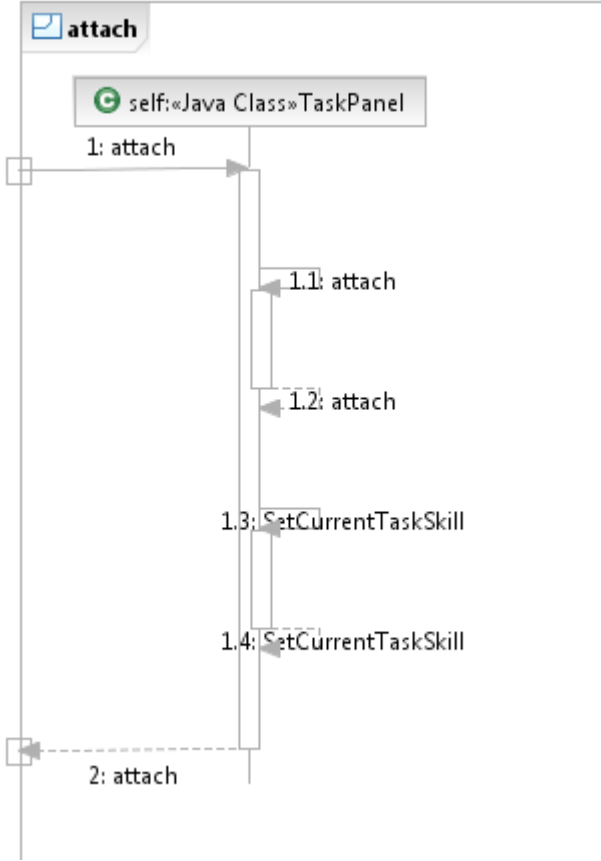 attach
C self:«Java Class»TaskPanel
1: attach
1.1: attach
1.2: attach
1.3: SetCurrentTaskSkill
1.4: SetCurrentTaskSkill
2: attach